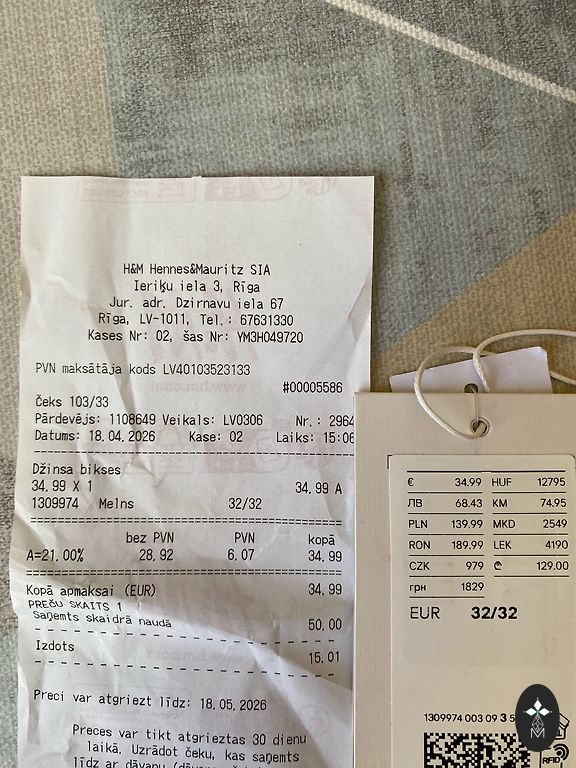 H&M Hennes&Mauritz SIA
Ieriķu iela 3, Rīga
Jur. adr. Dzirnavu iela 67
Rīga, LV-1011, Tel.: 67631330
Kases Nr: 02, šas Nr: YM3H049720
PVN maksātāja kods LV40103523133
#00005586
Čeks 103/33
Pārdevējs: 1108649 Veikals: LV0306 Nr.: 2964
Datums: 18.04.2026 Kase: 02 Laiks: 15:06
Džinsa bikses
34.99 X 1 34.99 A
1309974 Melns 32/32
bez PVN PVN kopā
A=21.00% 28.92 6.07 34.99
Kopā apmaksai (EUR) 34.99
PREČU SKAITS 1
Saņemts skaidrā naudā 50.00
Izdots 15.01
Preci var atgriezt līdz: 18.05.2026
Preces var tikt atgrieztas 30 dienu
laikā. Uzrādot čeku, kas saņemts
līdz ar dāvanu
€ 34.99 HUF 12795
ЛВ 68.43 KM 74.95
PLN 139.99 MKD 2549
RON 189.99 LEK 4190
CZK 979 ₾ 129.00
грн 1829
EUR 32/32
1309974 003 09 3 5
RFID
M